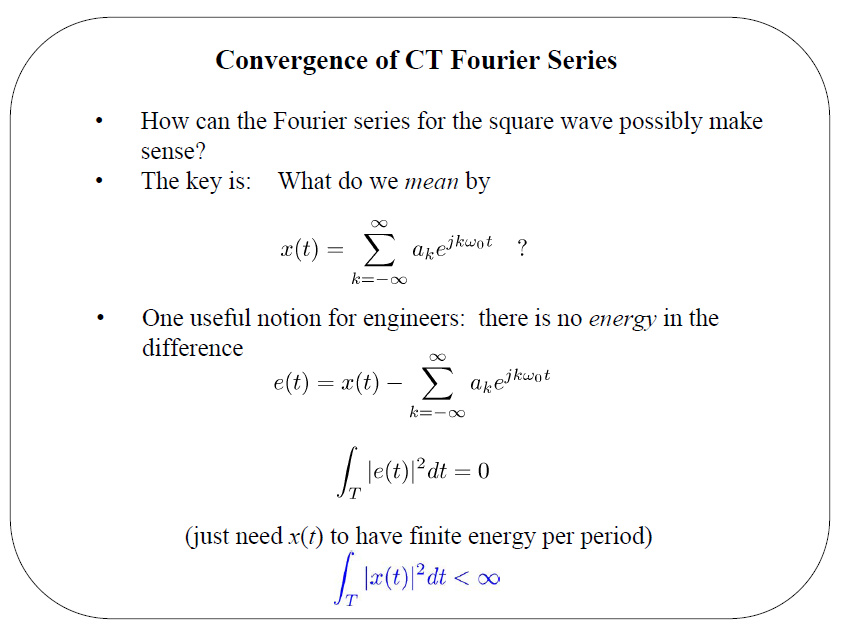 Convergence of CT Fourier Series
• How can the Fourier series for the square wave possibly make
sense?
• The key is: What do we mean by
x(t) = ∑_{k=-∞}^{∞} a_k e^{jkω_0t} ?
• One useful notion for engineers: there is no energy in the
difference
e(t) = x(t) − ∑_{k=-∞}^{∞} a_k e^{jkω_0t}
∫_T |e(t)|² dt = 0
(just need x(t) to have finite energy per period)
∫_T |x(t)|² dt < ∞